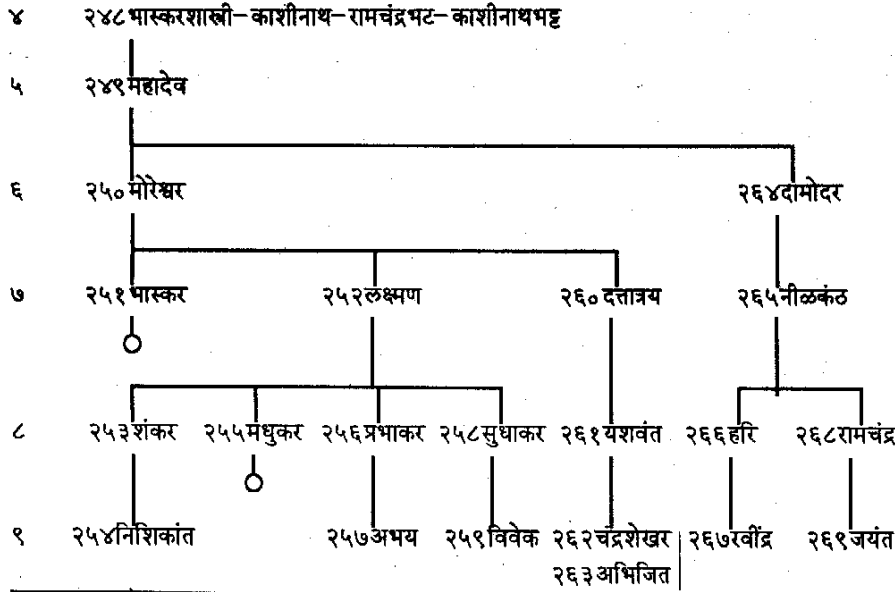 ४ २४८भास्करशास्त्री-काशीनाथ-रामचंद्रभट-काशीनाथभट्ट
५ २४९महादेव
६ २५०मोरेश्वर २६४दामोदर
७ २५१भास्कर २५२लक्ष्मण २६०दत्तात्रय २६५नीळकंठ
८ २५३शंकर २५५मधुकर २५६प्रभाकर २५८सुधाकर २६१यशवंत २६६हरि २६८रामचंद्र
९ २५४निशिकांत २५७अभय २५९विवेक २६२चंद्रशेखर २६७रवींद्र २६९जयंत
२६३अभिजित